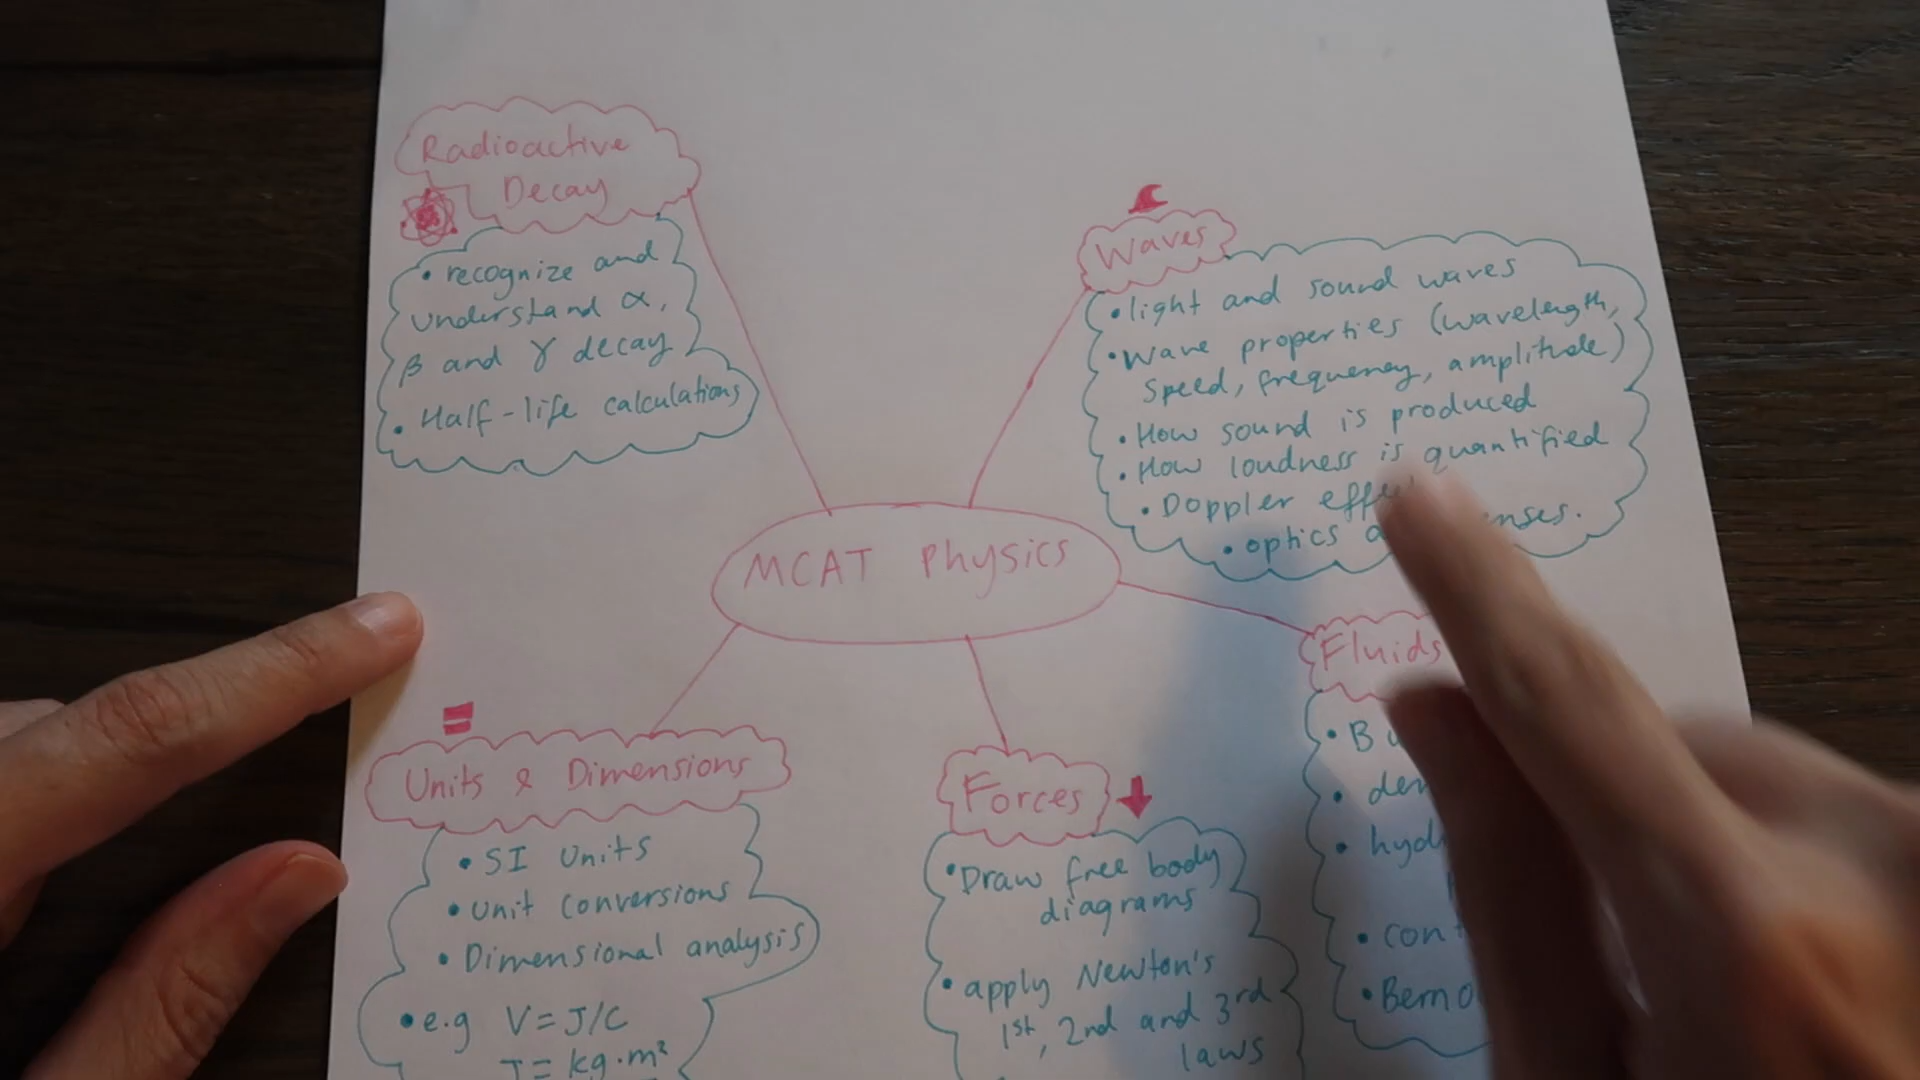 Radioactive
Decay
• recognize and
understand α,
β and γ decay
• Half-life calculations
Waves
• light and sound waves
• Wave properties (wavelength,
Speed, frequency, amplitude)
• How sound is produced
• How loudness is quantified
• Doppler
• optics
MCAT Physics
Fluids
Units & Dimensions
• SI Units
• Unit conversions
• Dimensional analysis
• e.g V = J/C
= kg·m²
Forces
• Draw free body
diagrams
• apply Newton's
1st, 2nd and 3rd
laws